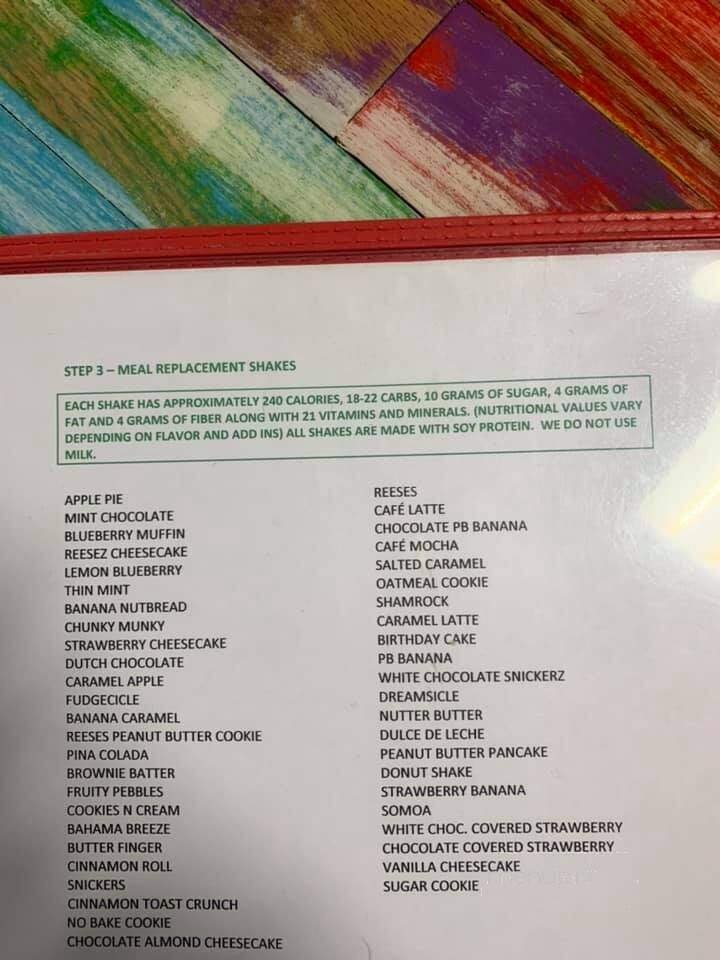 STEP 3 – MEAL REPLACEMENT SHAKES
EACH SHAKE HAS APPROXIMATELY 240 CALORIES, 18-22 CARBS, 10 GRAMS OF SUGAR, 4 GRAMS OF
FAT AND 4 GRAMS OF FIBER ALONG WITH 21 VITAMINS AND MINERALS. (NUTRITIONAL VALUES VARY
DEPENDING ON FLAVOR AND ADD INS) ALL SHAKES ARE MADE WITH SOY PROTEIN. WE DO NOT USE
MILK.
APPLE PIE
MINT CHOCOLATE
BLUEBERRY MUFFIN
REESEZ CHEESECAKE
LEMON BLUEBERRY
THIN MINT
BANANA NUTBREAD
CHUNKY MUNKY
STRAWBERRY CHEESECAKE
DUTCH CHOCOLATE
CARAMEL APPLE
FUDGECICLE
BANANA CARAMEL
REESES PEANUT BUTTER COOKIE
PINA COLADA
BROWNIE BATTER
FRUITY PEBBLES
COOKIES N CREAM
BAHAMA BREEZE
BUTTER FINGER
CINNAMON ROLL
SNICKERS
CINNAMON TOAST CRUNCH
NO BAKE COOKIE
CHOCOLATE ALMOND CHEESECAKE
REESES
CAFÉ LATTE
CHOCOLATE PB BANANA
CAFÉ MOCHA
SALTED CARAMEL
OATMEAL COOKIE
SHAMROCK
CARAMEL LATTE
BIRTHDAY CAKE
PB BANANA
WHITE CHOCOLATE SNICKERZ
DREAMSICLE
NUTTER BUTTER
DULCE DE LECHE
PEANUT BUTTER PANCAKE
DONUT SHAKE
STRAWBERRY BANANA
SOMOA
WHITE CHOC. COVERED STRAWBERRY
CHOCOLATE COVERED STRAWBERRY
VANILLA CHEESECAKE
SUGAR COOKIE